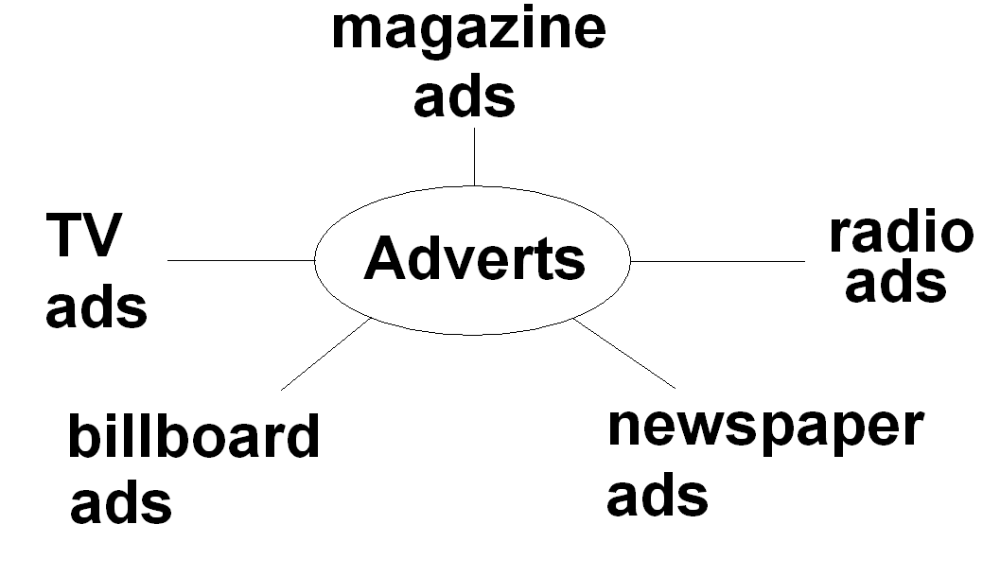 magazine
ads
TV
ads
Adverts
radio
ads
billboard
ads
newspaper
ads